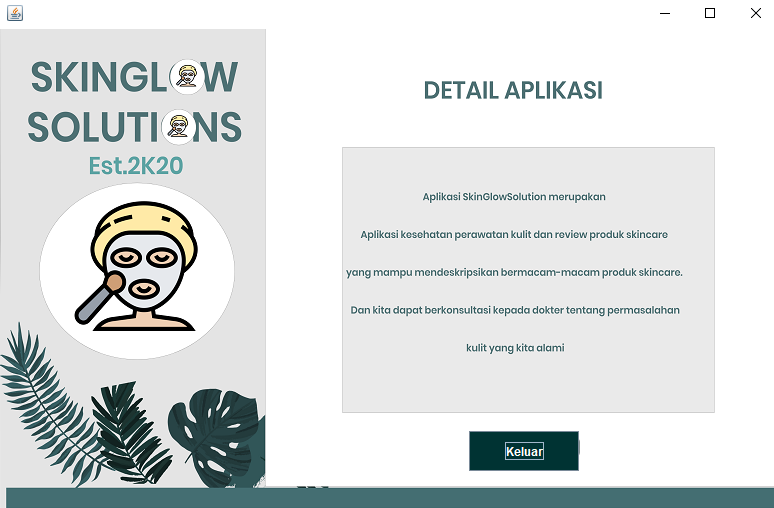 SKINGLOW
SOLUTIONS
Est.2K20
DETAIL APLIKASI
Aplikasi SkinGlowSolution merupakan
Aplikasi kesehatan perawatan kulit dan review produk skincare
yang mampu mendeskripsikan bermacam-macam produk skincare.
Dan kita dapat berkonsultasi kepada dokter tentang permasalahan
kulit yang kita alami
Keluar